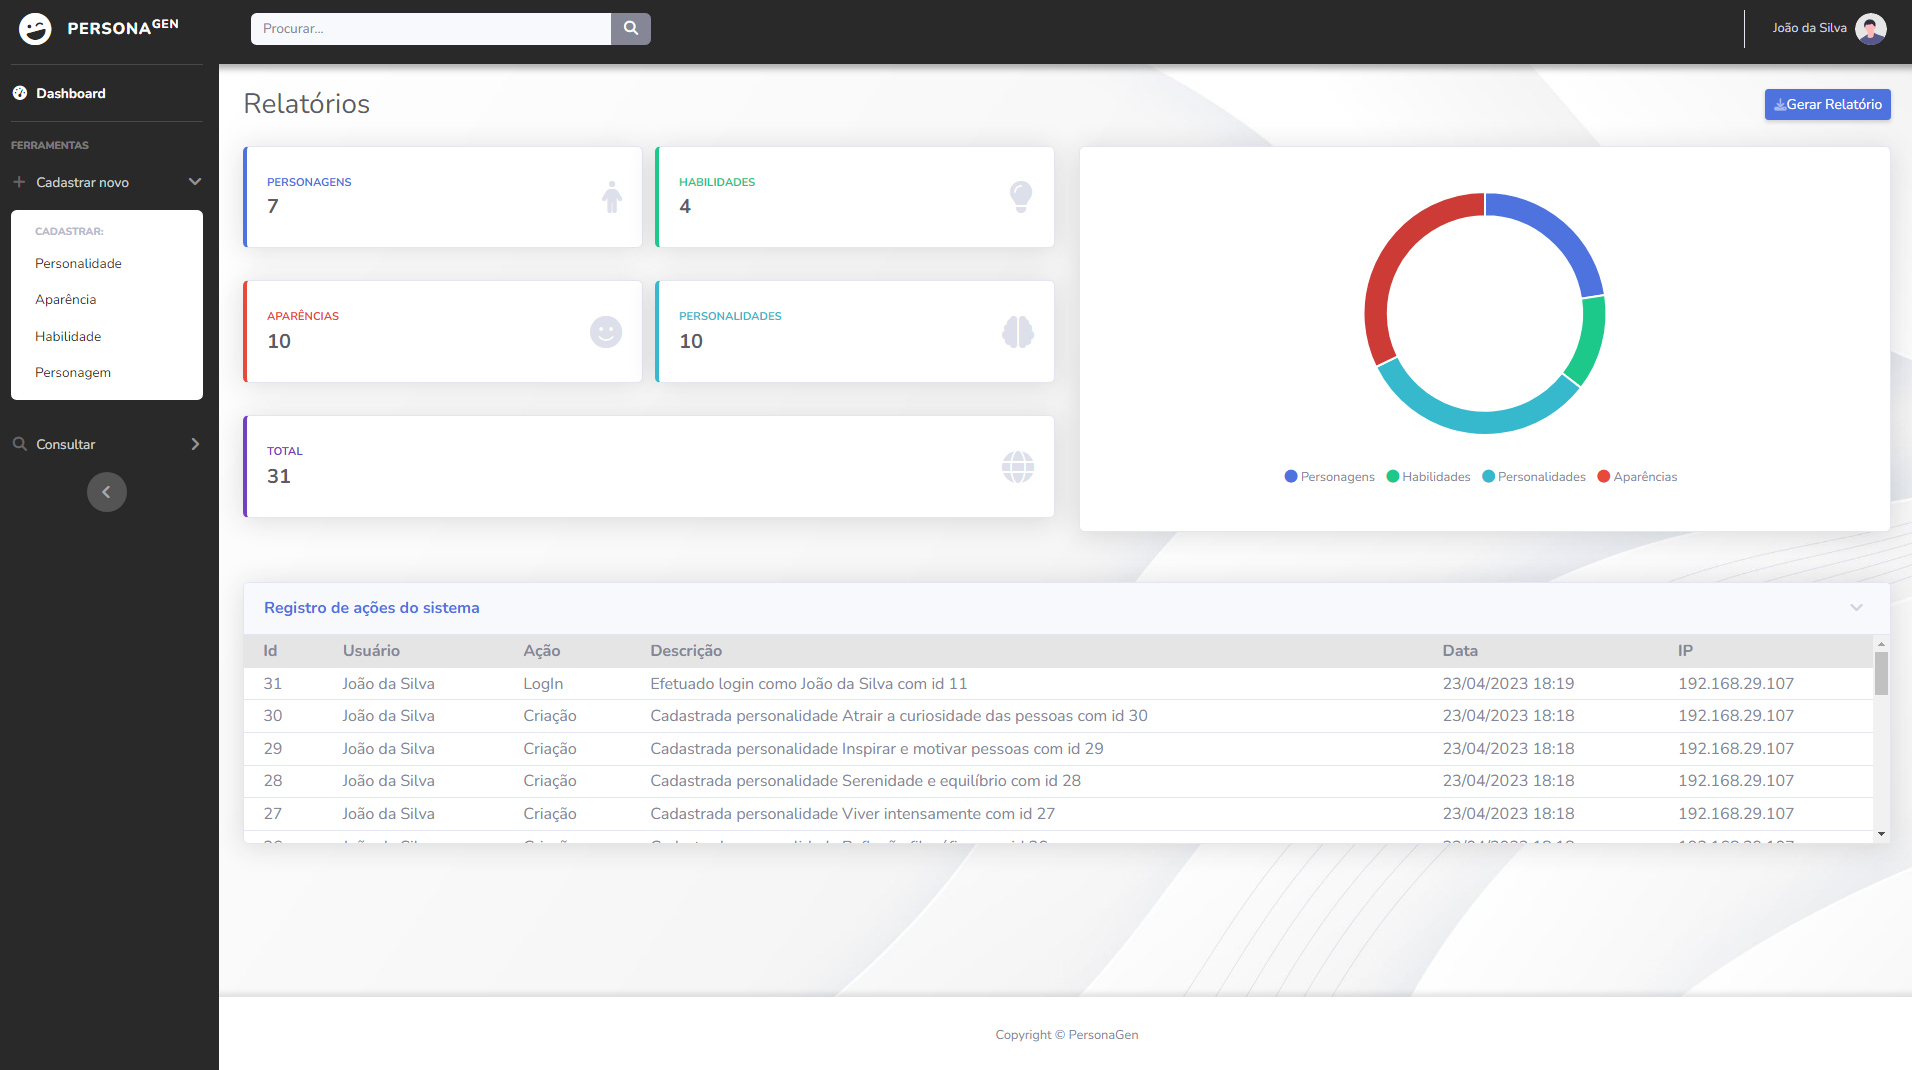 PERSONAGEN
Procurar...
João da Silva
Dashboard
FERRAMENTAS
Cadastrar novo
CADASTRAR:
Personalidade
Aparência
Habilidade
Personagem
Consultar
Relatórios
Gerar Relatório
PERSONAGENS
7
HABILIDADES
4
APARÊNCIAS
10
PERSONALIDADES
10
TOTAL
31
Personagens Habilidades Personalidades Aparências
Registro de ações do sistema
Id Usuário Ação Descrição Data IP
31 João da Silva LogIn Efetuado login como João da Silva com id 11 23/04/2023 18:19 192.168.29.107
30 João da Silva Criação Cadastrada personalidade Atrair a curiosidade das pessoas com id 30 23/04/2023 18:18 192.168.29.107
29 João da Silva Criação Cadastrada personalidade Inspirar e motivar pessoas com id 29 23/04/2023 18:18 192.168.29.107
28 João da Silva Criação Cadastrada personalidade Serenidade e equilíbrio com id 28 23/04/2023 18:18 192.168.29.107
27 João da Silva Criação Cadastrada personalidade Viver intensamente com id 27 23/04/2023 18:18 192.168.29.107
Copyright © PersonaGen